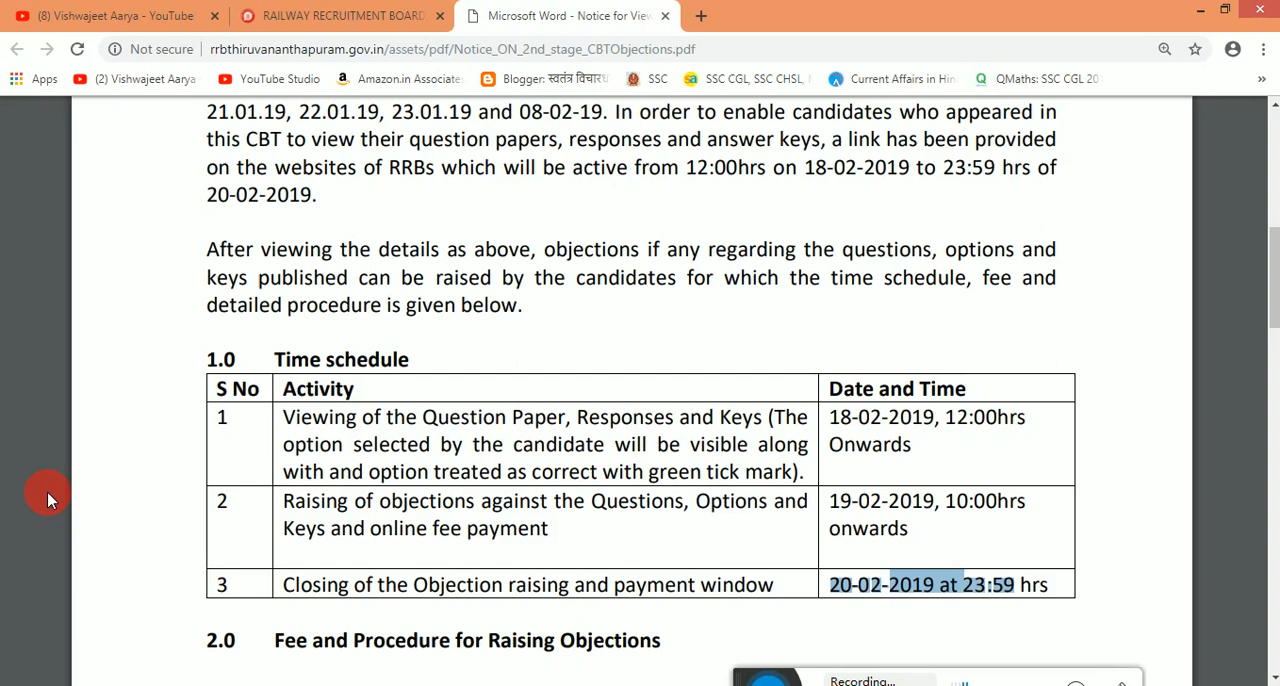 (8) Vishwajeet Aarya - YouTube
RAILWAY RECRUITMENT BOARD
Microsoft Word - Notice for View
Not secure
rrbthiruvananthapuram.gov.in/assets/pdf/Notice_ON_2nd_stage_CBTObjections.pdf
Apps
(2) Vishwajeet Aarya
YouTube Studio
Amazon.in Associate
Blogger: स्वतंत्र विचारध
SSC
SSC CGL, SSC CHSL,
Current Affairs in Hin
QMaths: SSC CGL 20
»
21.01.19, 22.01.19, 23.01.19 and 08-02-19. In order to enable candidates who appeared in
this CBT to view their question papers, responses and answer keys, a link has been provided
on the websites of RRBs which will be active from 12:00hrs on 18-02-2019 to 23:59 hrs of
20-02-2019.
After viewing the details as above, objections if any regarding the questions, options and
keys published can be raised by the candidates for which the time schedule, fee and
detailed procedure is given below.
1.0 Time schedule
S No Activity Date and Time
1 Viewing of the Question Paper, Responses and Keys (The 18-02-2019, 12:00hrs
option selected by the candidate will be visible along Onwards
with and option treated as correct with green tick mark).
2 Raising of objections against the Questions, Options and 19-02-2019, 10:00hrs
Keys and online fee payment onwards
3 Closing of the Objection raising and payment window 20-02-2019 at 23:59 hrs
2.0 Fee and Procedure for Raising Objections
Recording...